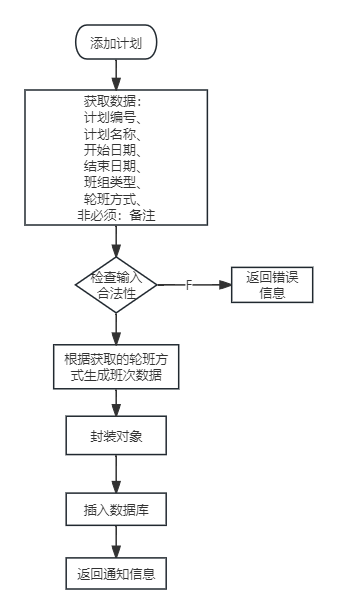 添加计划
获取数据：
计划编号、
计划名称、
开始日期、
结束日期、
班组类型、
轮班方式、
非必须：备注
检查输入
合法性
F
返回错误
信息
根据获取的轮班方
式生成班次数据
封装对象
插入数据库
返回通知信息